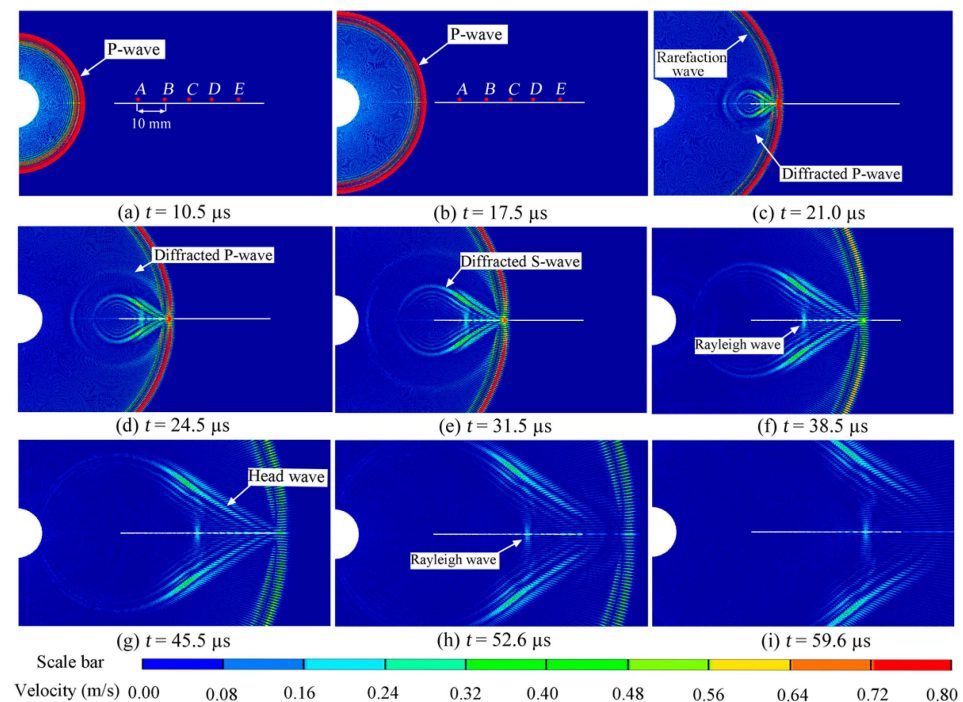 P-wave
A B C D E
10 mm
(a) t = 10.5 μs
P-wave
A B C D E
(b) t = 17.5 μs
Rarefaction
wave
Diffracted P-wave
(c) t = 21.0 μs
Diffracted P-wave
(d) t = 24.5 μs
Diffracted S-wave
(e) t = 31.5 μs
Rayleigh wave
(f) t = 38.5 μs
Head wave
(g) t = 45.5 μs
Rayleigh wave
(h) t = 52.6 μs
(i) t = 59.6 μs
Scale bar
Velocity (m/s) 0.00 0.08 0.16 0.24 0.32 0.40 0.48 0.56 0.64 0.72 0.80